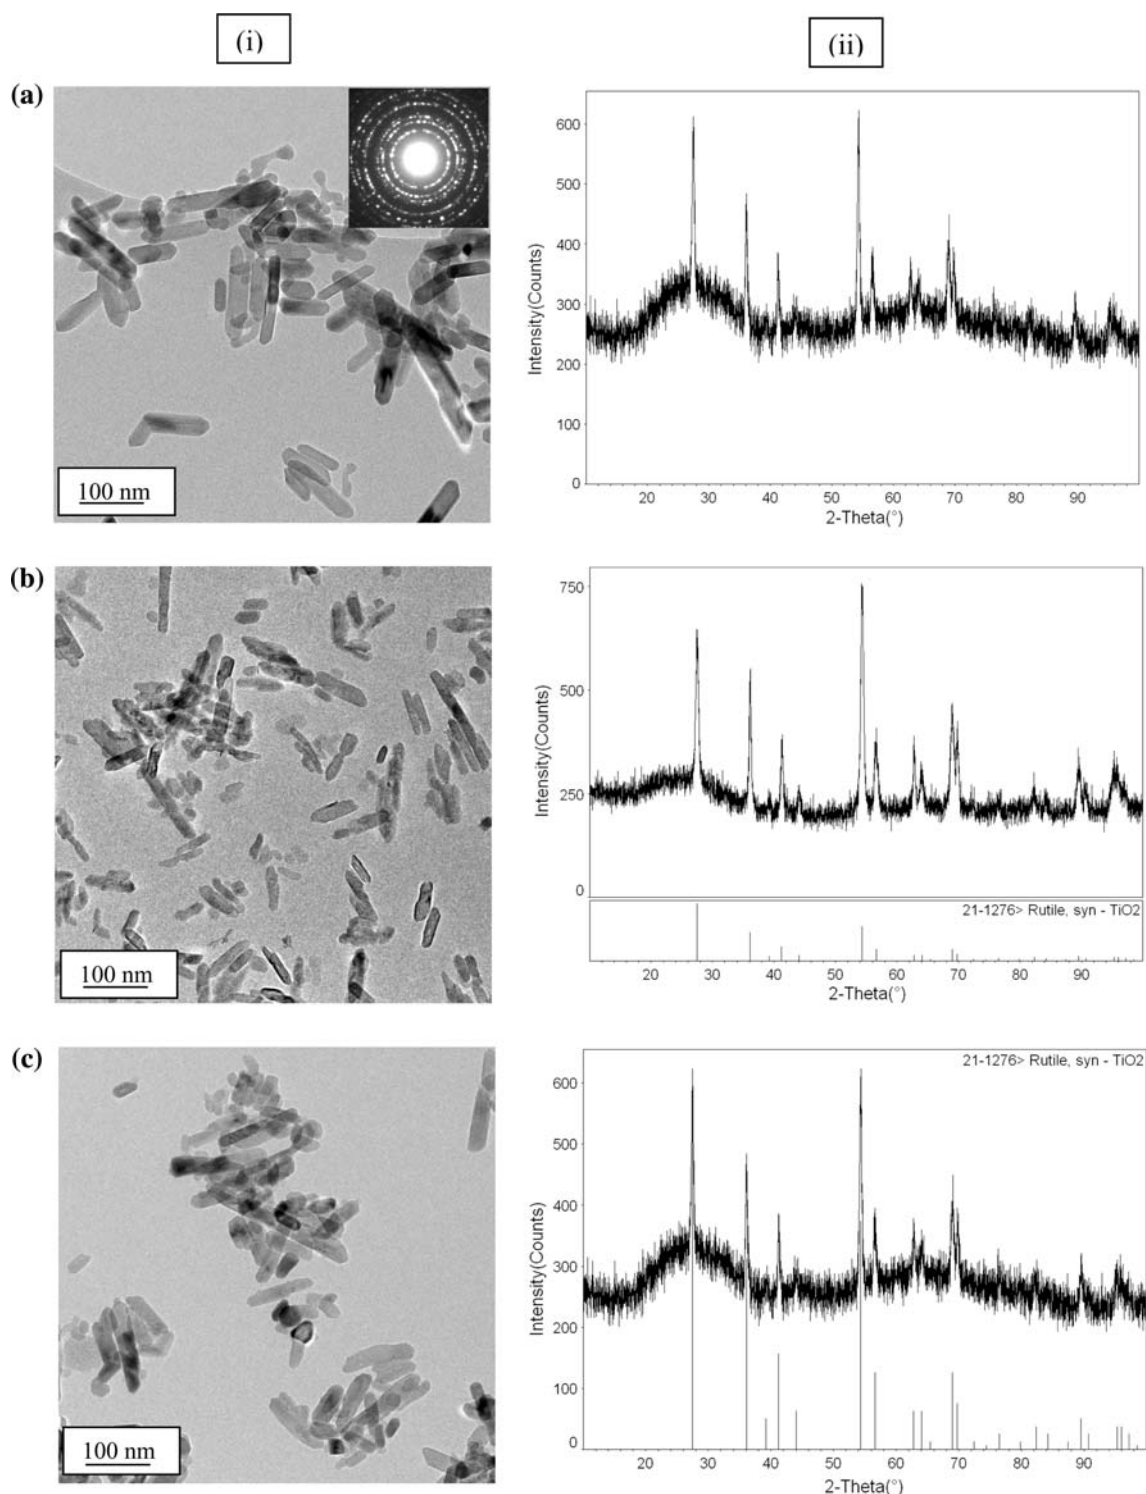 (i)
(ii)
(a)
100 nm
600
500
400
300
200
100
0
Intensity(Counts)
20 30 40 50 60 70 80 90
2-Theta(°)
(b)
100 nm
750
500
250
0
Intensity(Counts)
21-1276> Rutile, syn - TiO2
20 30 40 50 60 70 80 90
2-Theta(°)
(c)
100 nm
21-1276> Rutile, syn - TiO2
600
500
400
300
200
100
0
Intensity(Counts)
20 30 40 50 60 70 80 90
2-Theta(°)